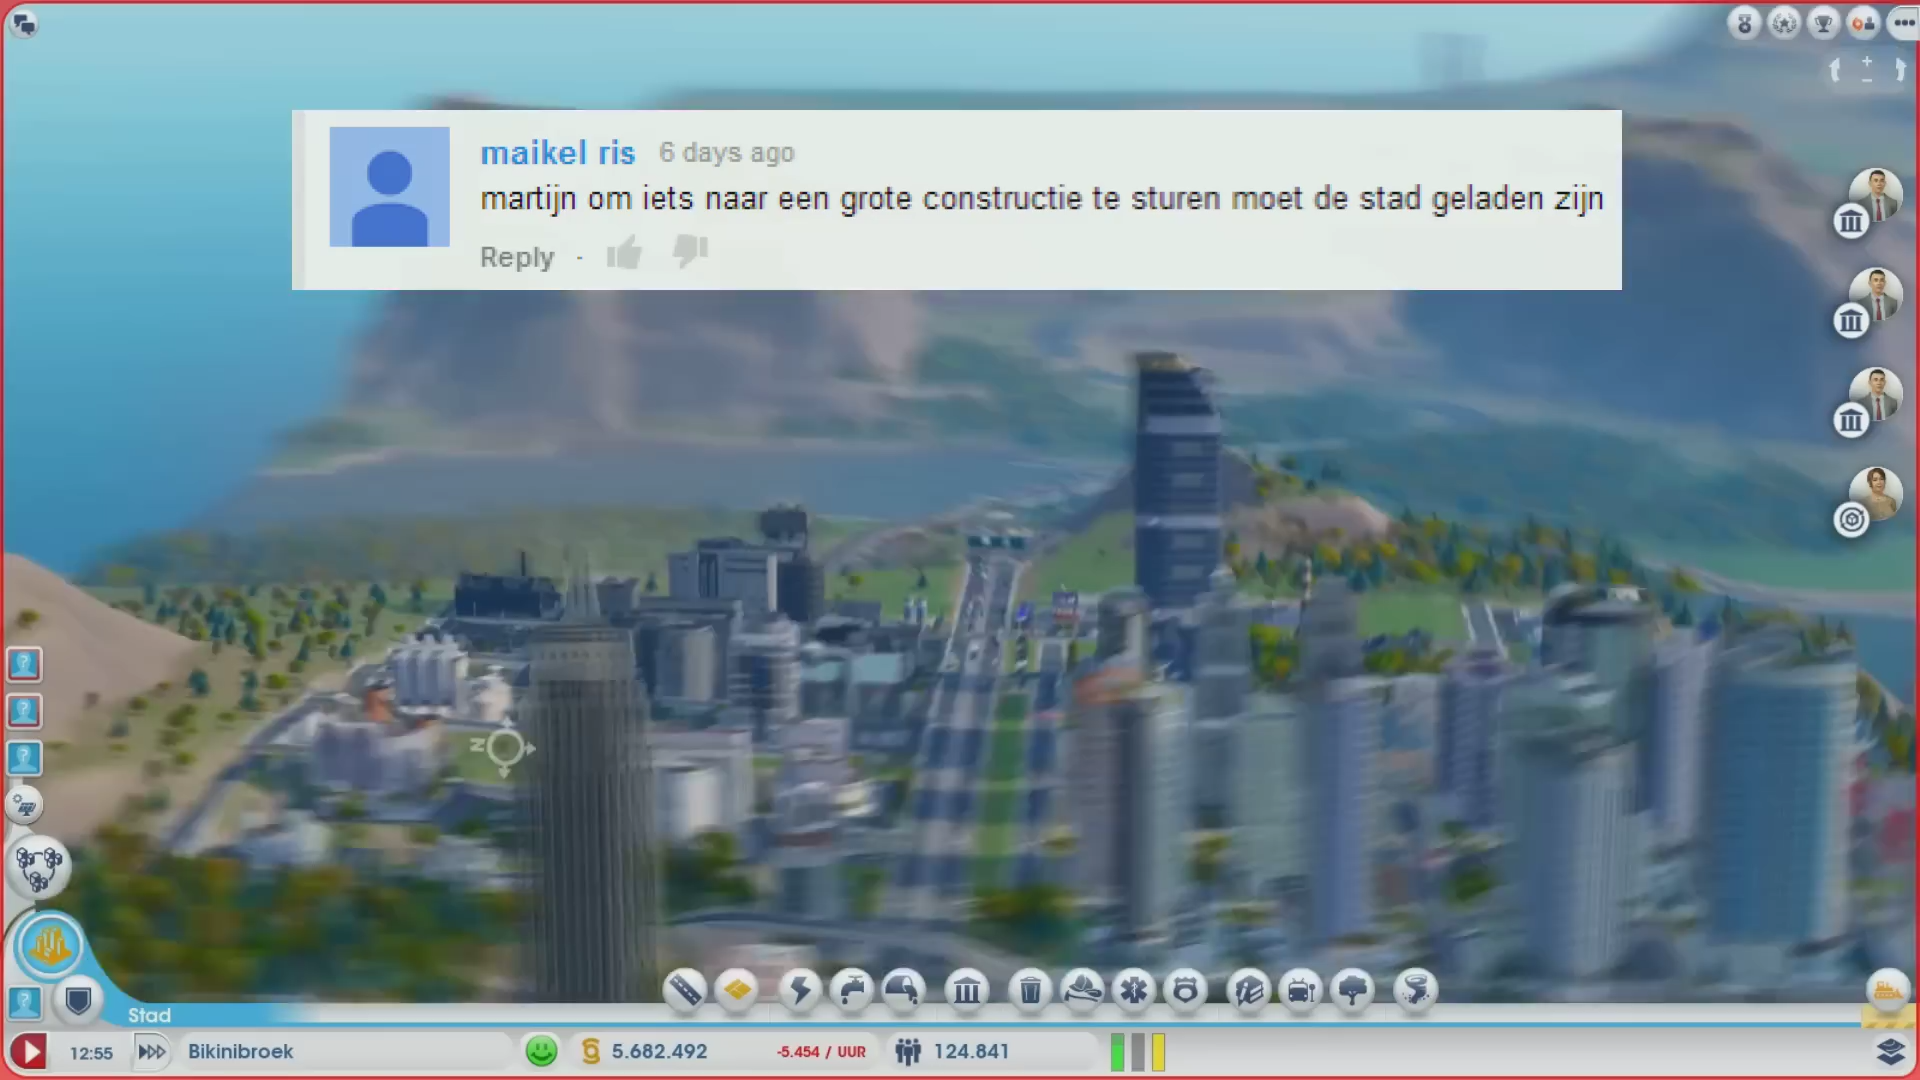 maikel ris 6 days ago
martijn om iets naar een grote constructie te sturen moet de stad geladen zijn
Reply -
Stad
12:55 Bikinibroek 5.682.492 -5.454 / UUR 124.841